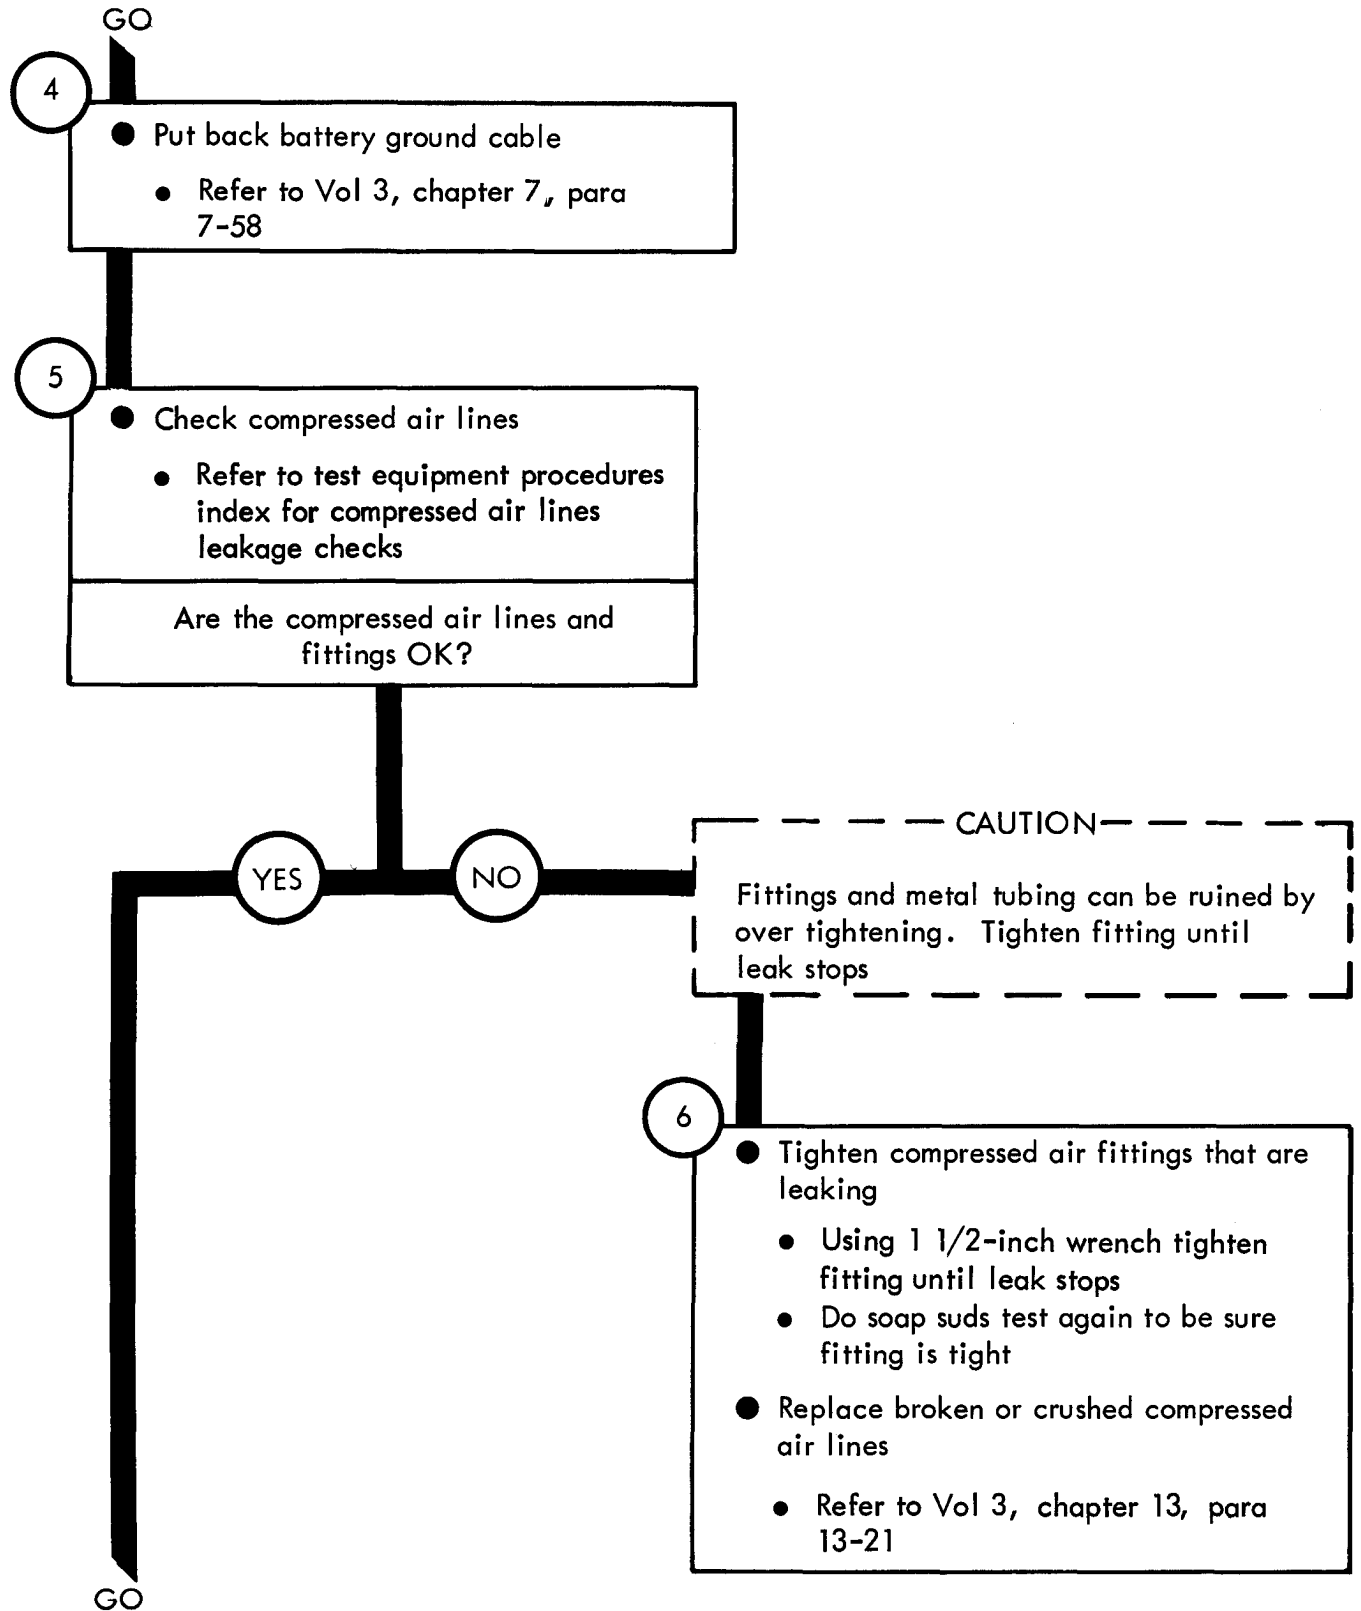 GO
4
● Put back battery ground cable
● Refer to Vol 3, chapter 7,, para
7-58
5
● Check compressed air lines
● Refer to test equipment procedures
index for compressed air lines
leakage checks
Are the compressed air lines and
fittings OK?
YES
NO
CAUTION
Fittings and metal tubing can be ruined by
over tightening. Tighten fitting until
leak stops
6
● Tighten compressed air fittings that are
leaking
● Using 1 1/2-inch wrench tighten
fitting until leak stops
● Do soap suds test again to be sure
fitting is tight
● Replace broken or crushed compressed
air lines
● Refer to Vol 3, chapter 13, para
13-21
GO